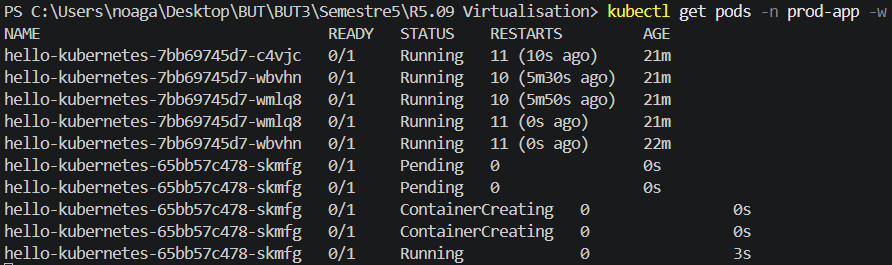 PS C:\Users\noaga\Desktop\BUT\BUT3\Semestre5\R5.09 Virtualisation> kubectl get pods -n prod-app -w
NAME READY STATUS RESTARTS AGE
hello-kubernetes-7bb69745d7-c4vjc 0/1 Running 11 (10s ago) 21m
hello-kubernetes-7bb69745d7-wbvhn 0/1 Running 10 (5m30s ago) 21m
hello-kubernetes-7bb69745d7-wmlq8 0/1 Running 10 (5m50s ago) 21m
hello-kubernetes-7bb69745d7-wmlq8 0/1 Running 11 (0s ago) 21m
hello-kubernetes-7bb69745d7-wbvhn 0/1 Running 11 (0s ago) 22m
hello-kubernetes-65bb57c478-skmfg 0/1 Pending 0 0s
hello-kubernetes-65bb57c478-skmfg 0/1 Pending 0 0s
hello-kubernetes-65bb57c478-skmfg 0/1 ContainerCreating 0 0s
hello-kubernetes-65bb57c478-skmfg 0/1 ContainerCreating 0 0s
hello-kubernetes-65bb57c478-skmfg 0/1 Running 0 3s